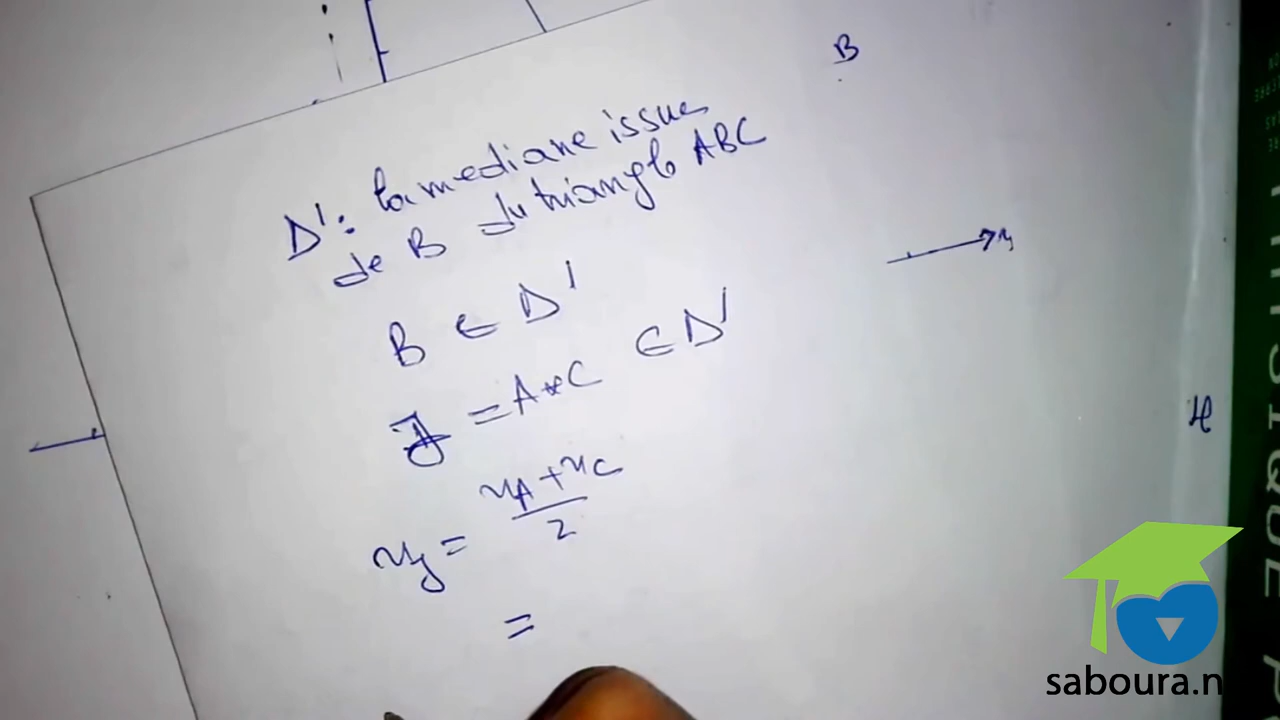 B
D' : la mediane issue
de B du triangle ABC
B ∈ D'
J = A*C ∈ D'
x_J = (x_A + x_C)/2
=
saboura.n